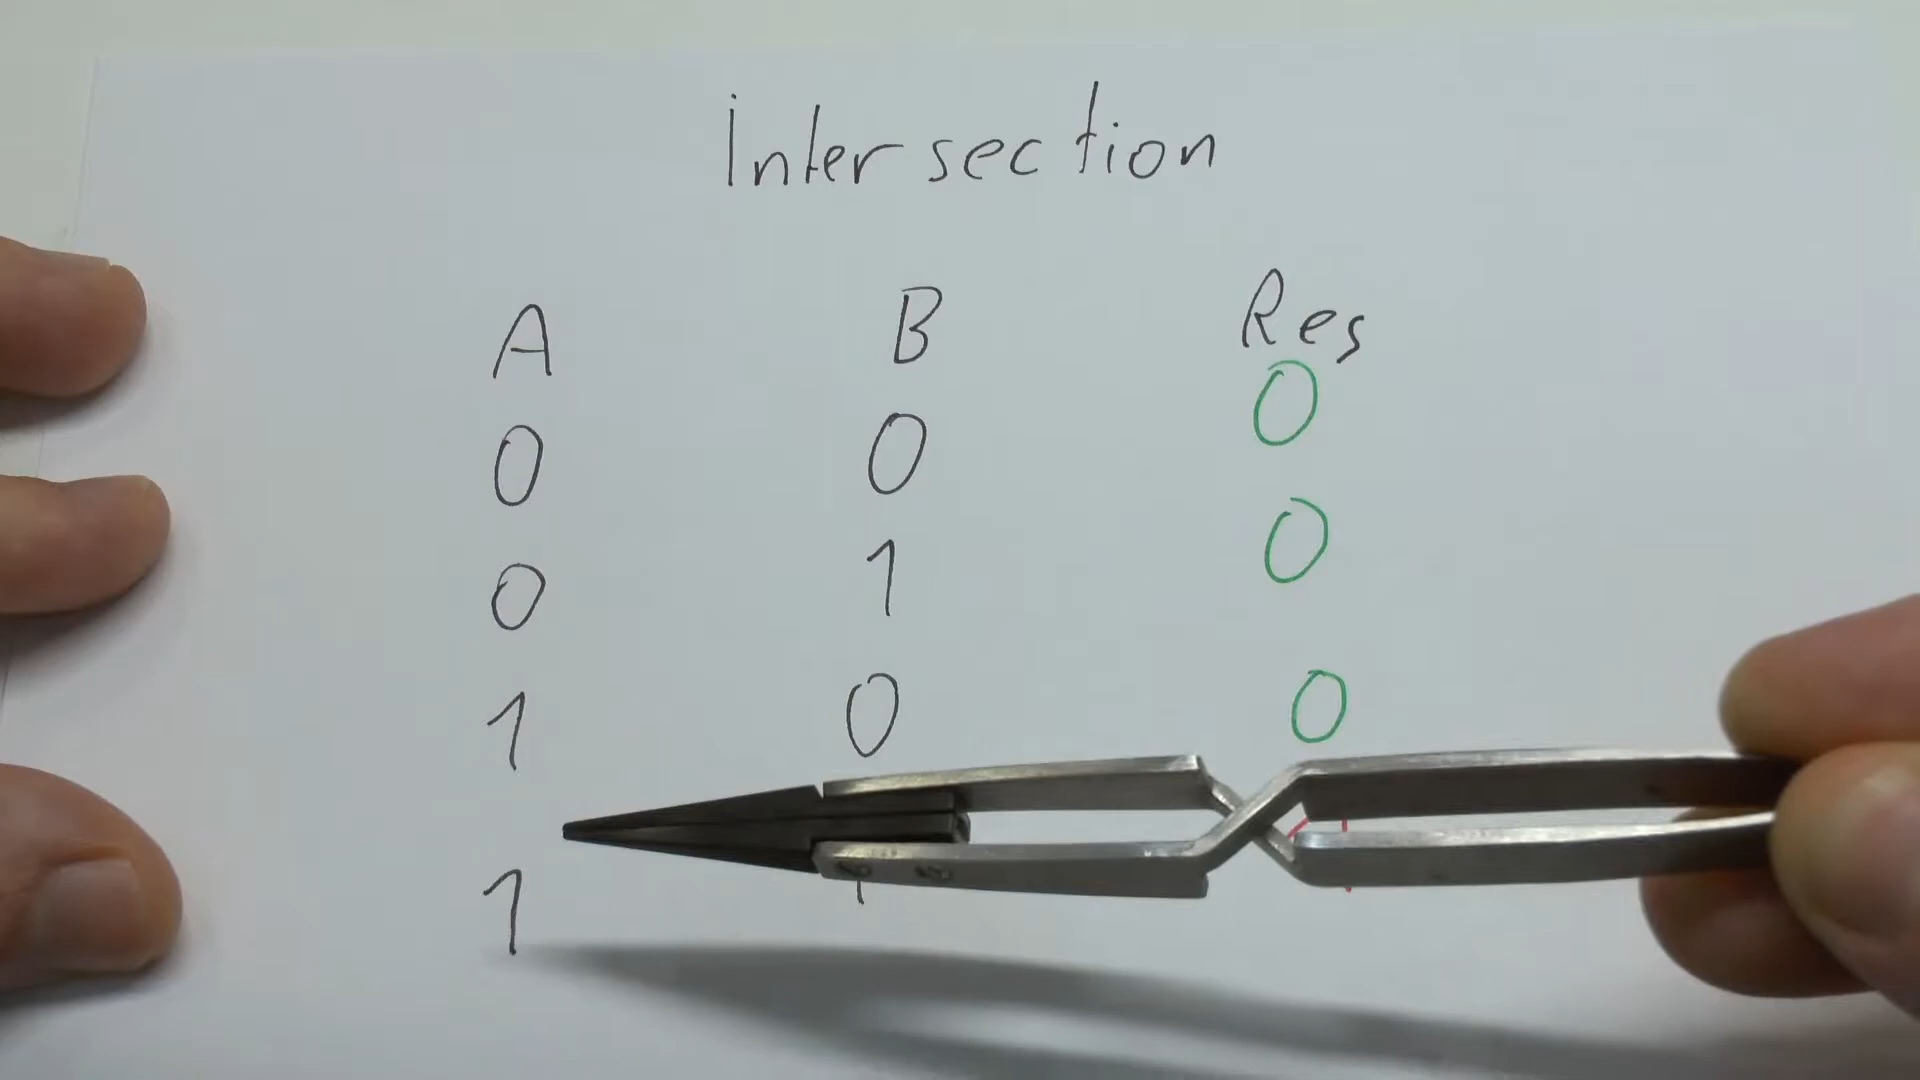 Intersection
A B Res
0 0 0
0 1 0
1 0 0
1